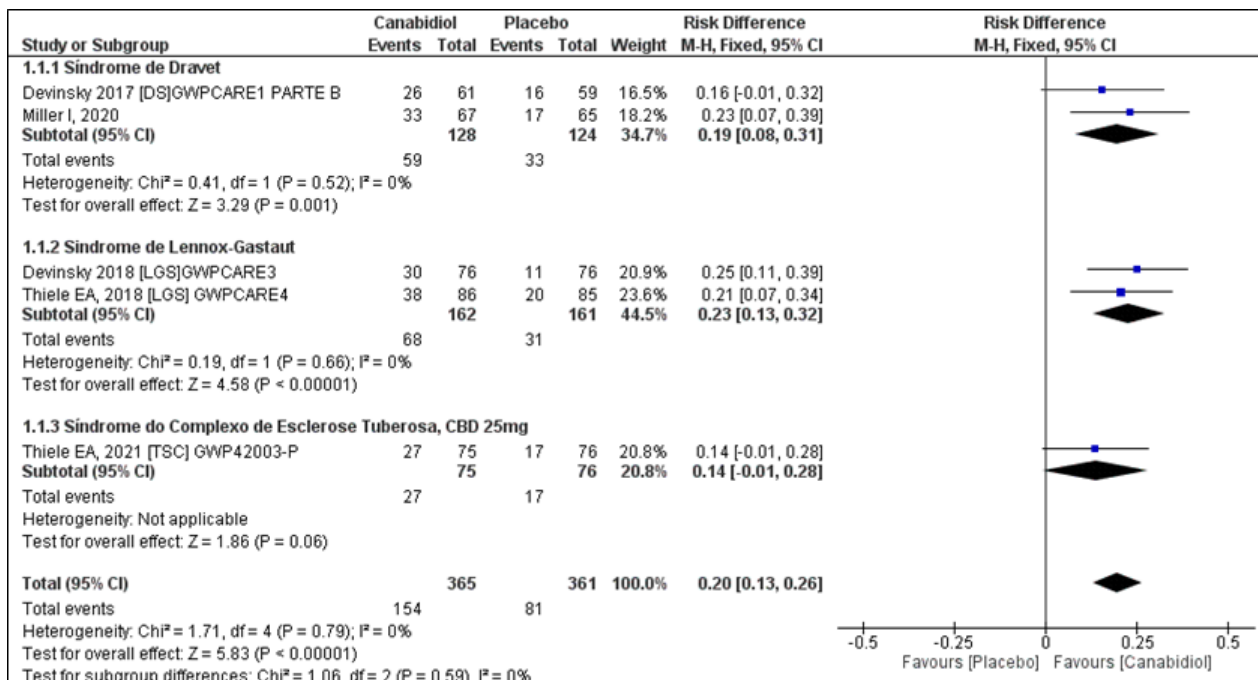 Canabidiol Placebo Risk Difference Risk Difference
Study or Subgroup Events Total Events Total Weight M-H, Fixed, 95% CI M-H, Fixed, 95% CI
1.1.1 Síndrome de Dravet
Devinsky 2017 [DS]GWPCARE1 PARTE B 26 61 16 59 16.5% 0.16 [-0.01, 0.32]
Miller I, 2020 33 67 17 65 18.2% 0.23 [0.07, 0.39]
Subtotal (95% CI) 128 124 34.7% 0.19 [0.08, 0.31]
Total events 59 33
Heterogeneity: Chi² = 0.41, df = 1 (P = 0.52); I² = 0%
Test for overall effect: Z = 3.29 (P = 0.001)
1.1.2 Síndrome de Lennox-Gastaut
Devinsky 2018 [LGS]GWPCARE3 30 76 11 76 20.9% 0.25 [0.11, 0.39]
Thiele EA, 2018 [LGS] GWPCARE4 38 86 20 85 23.6% 0.21 [0.07, 0.34]
Subtotal (95% CI) 162 161 44.5% 0.23 [0.13, 0.32]
Total events 68 31
Heterogeneity: Chi² = 0.19, df = 1 (P = 0.66); I² = 0%
Test for overall effect: Z = 4.58 (P < 0.00001)
1.1.3 Síndrome do Complexo de Esclerose Tuberosa, CBD 25mg
Thiele EA, 2021 [TSC] GWP42003-P 27 75 17 76 20.8% 0.14 [-0.01, 0.28]
Subtotal (95% CI) 75 76 20.8% 0.14 [-0.01, 0.28]
Total events 27 17
Heterogeneity: Not applicable
Test for overall effect: Z = 1.86 (P = 0.06)
Total (95% CI) 365 361 100.0% 0.20 [0.13, 0.26]
Total events 154 81
Heterogeneity: Chi² = 1.71, df = 4 (P = 0.79); I² = 0%
Test for overall effect: Z = 5.83 (P < 0.00001)
Test for subgroup differences: Chi² = 1.06, df = 2 (P = 0.59), I² = 0%
-0.5 -0.25 0 0.25 0.5
Favours [Placebo] Favours [Canabidiol]